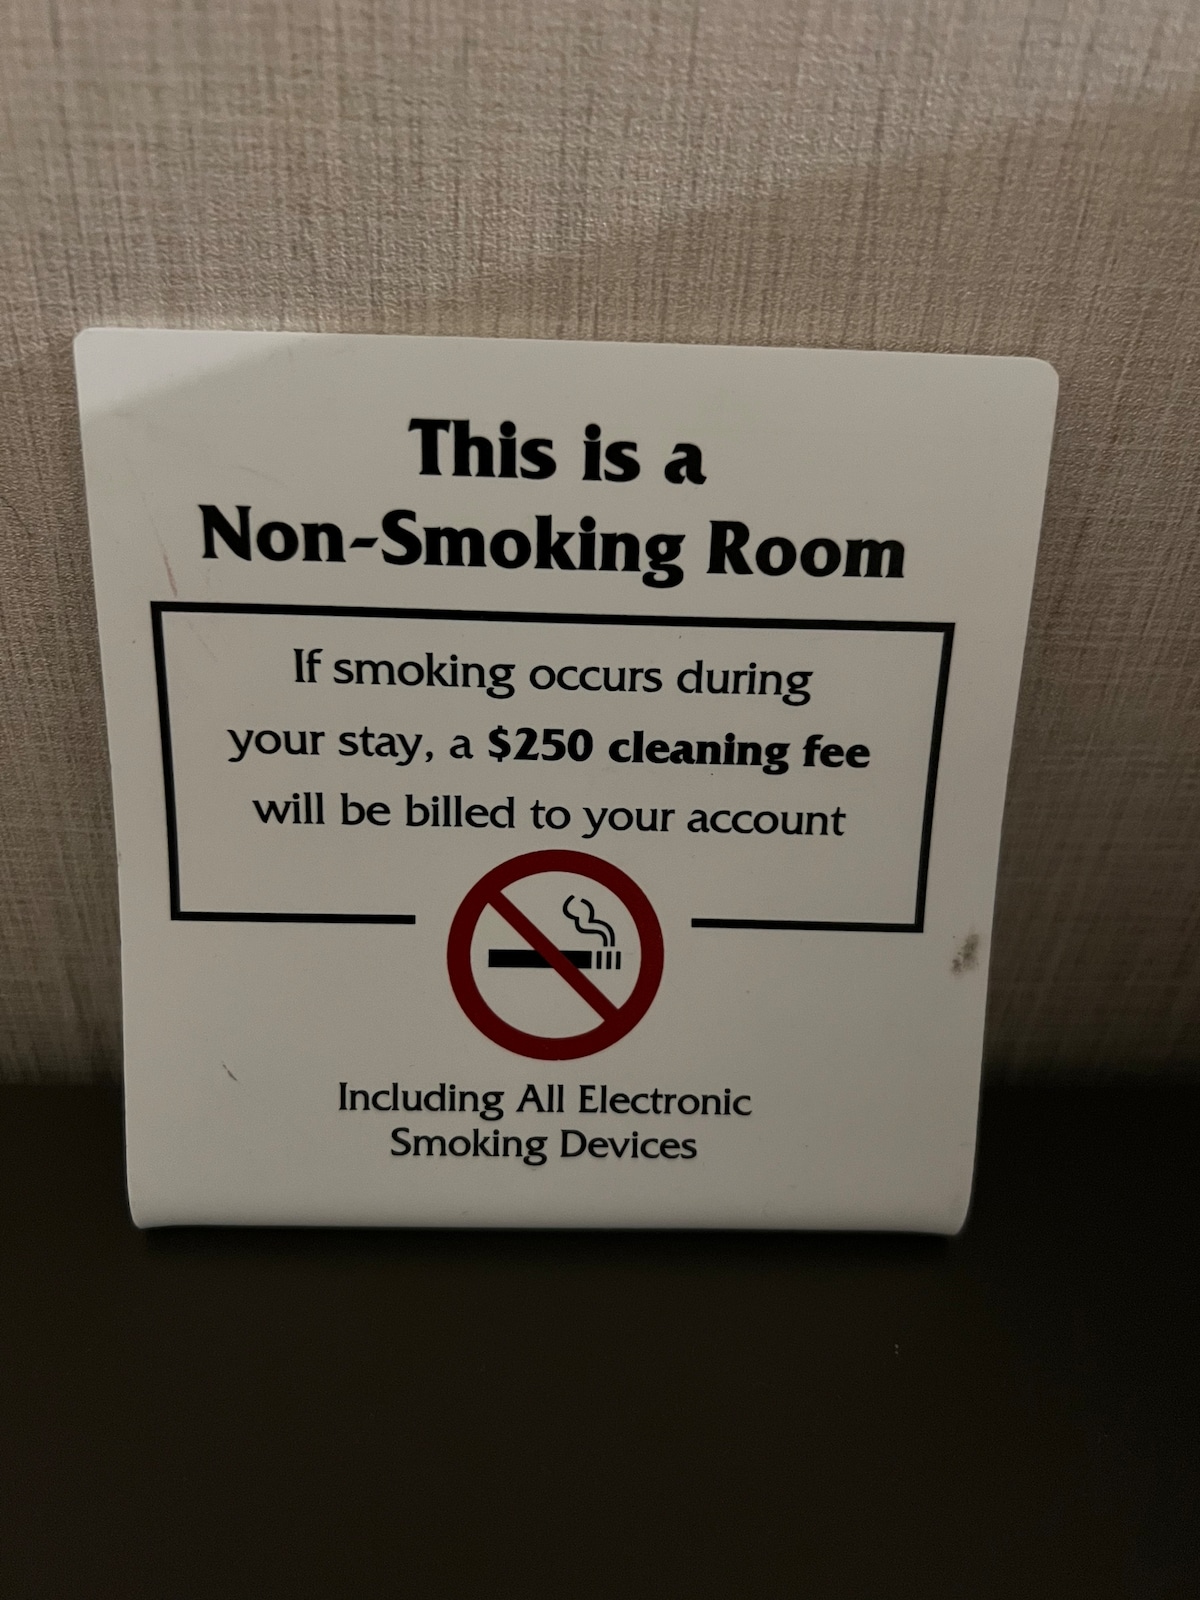 This is a
Non-Smoking Room
If smoking occurs during
your stay, a $250 cleaning fee
will be billed to your account
Including All Electronic
Smoking Devices